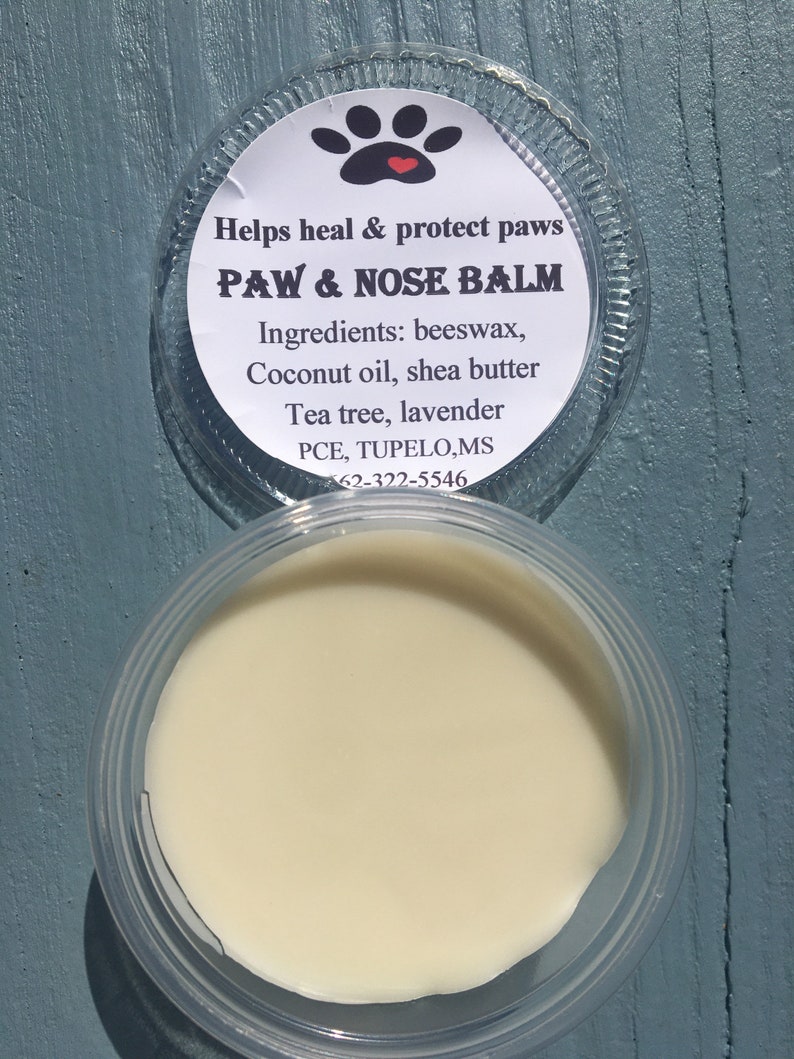 Helps heal & protect paws
PAW & NOSE BALM
Ingredients: beeswax,
Coconut oil, shea butter
Tea tree, lavender
PCE, TUPELO,MS
62-322-5546